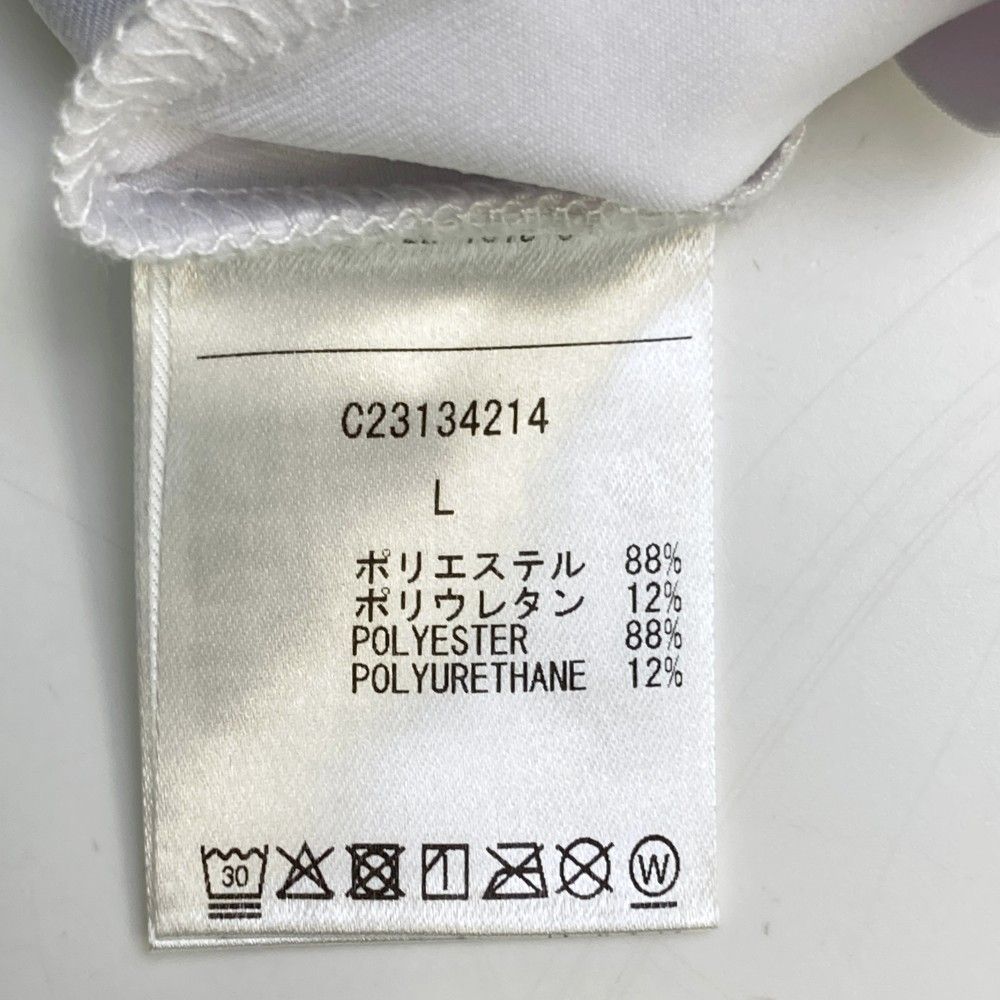 C23134214
L
ポリエステル 88%
ポリウレタン 12%
POLYESTER 88%
POLYURETHANE 12%
30
W